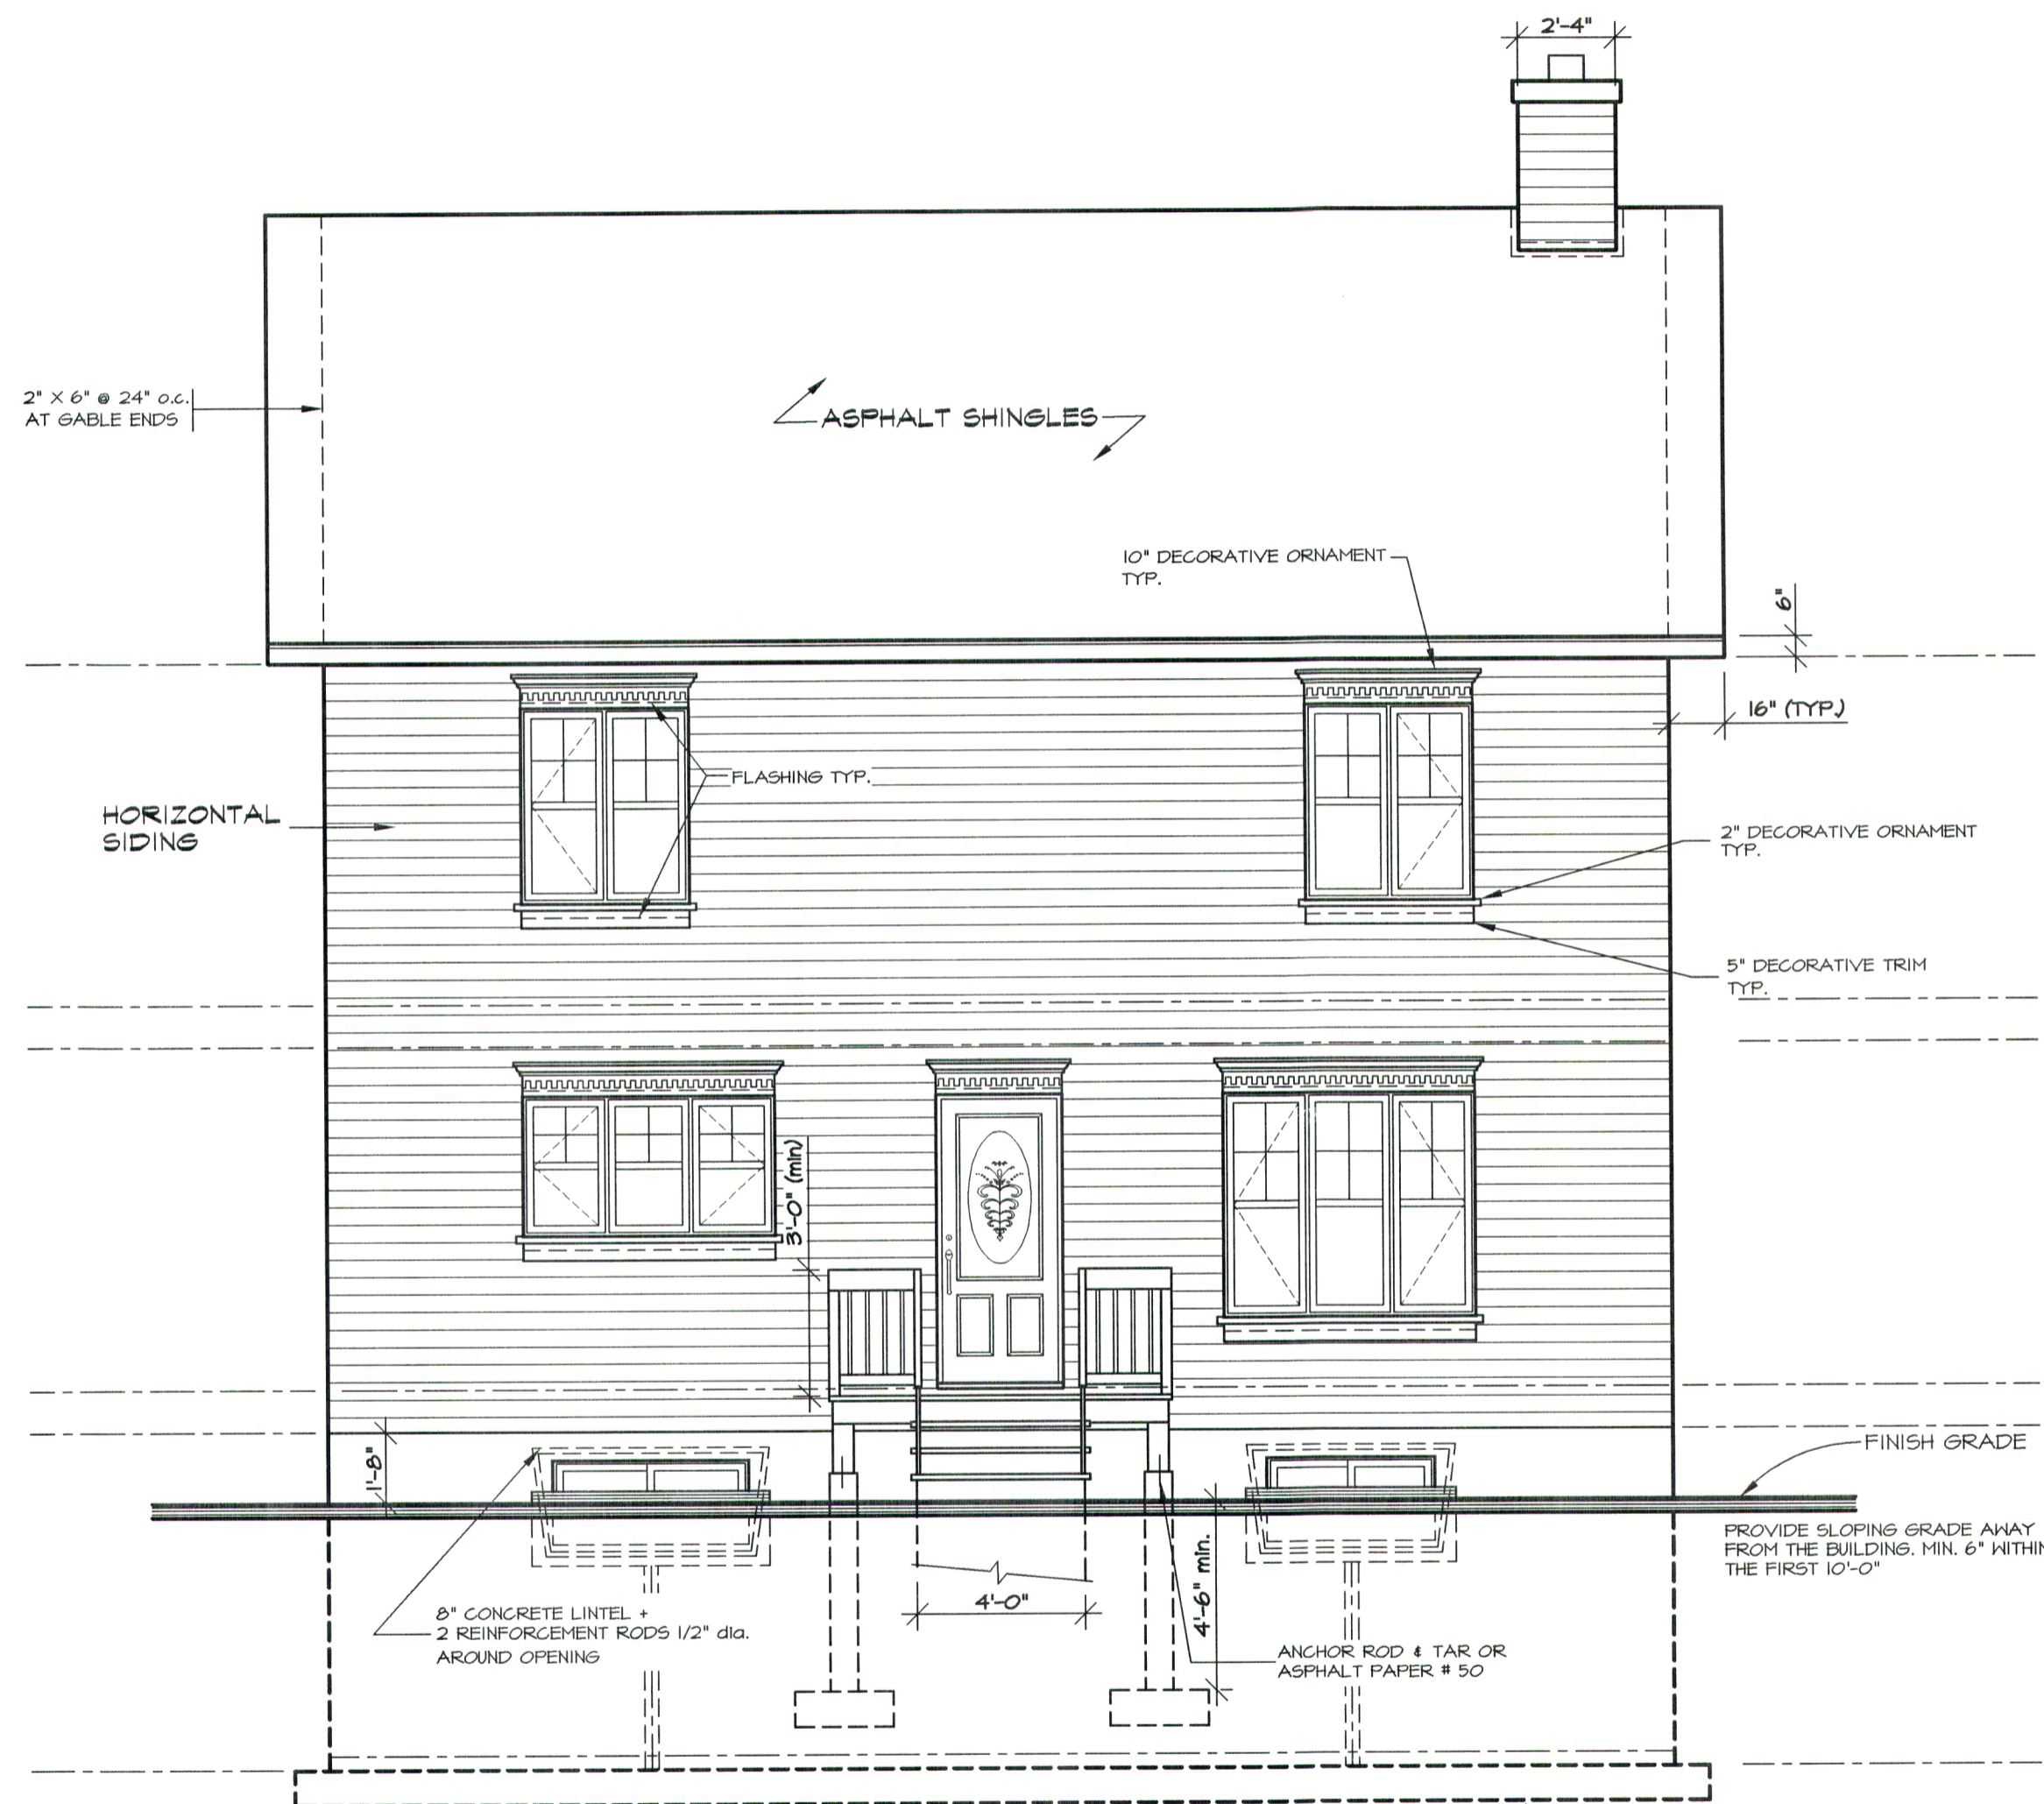 2'-4"
2" X 6" @ 24" o.c.
AT GABLE ENDS
ASPHALT SHINGLES
10" DECORATIVE ORNAMENT
TYP.
6"
16" (TYP.)
FLASHING TYP.
HORIZONTAL
SIDING
2" DECORATIVE ORNAMENT
TYP.
5" DECORATIVE TRIM
TYP.
3'-0" (min)
1'-8"
FINISH GRADE
PROVIDE SLOPING GRADE AWAY
FROM THE BUILDING. MIN. 6" WITHIN
THE FIRST 10'-0"
4'-6" min.
4'-0"
8" CONCRETE LINTEL +
2 REINFORCEMENT RODS 1/2" dia.
AROUND OPENING
ANCHOR ROD & TAR OR
ASPHALT PAPER # 50